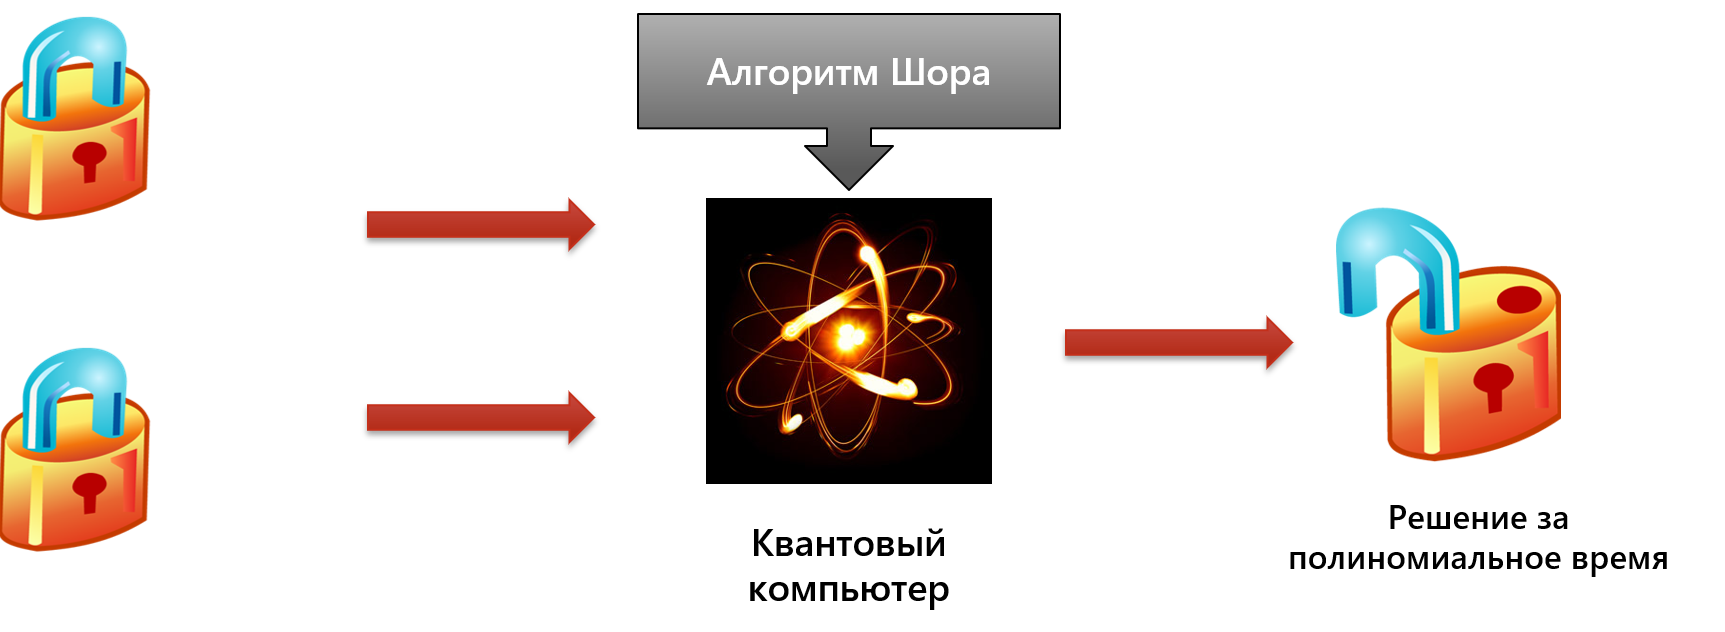 Алгоритм Шора
Квантовый
компьютер
Решение за
полиномиальное время